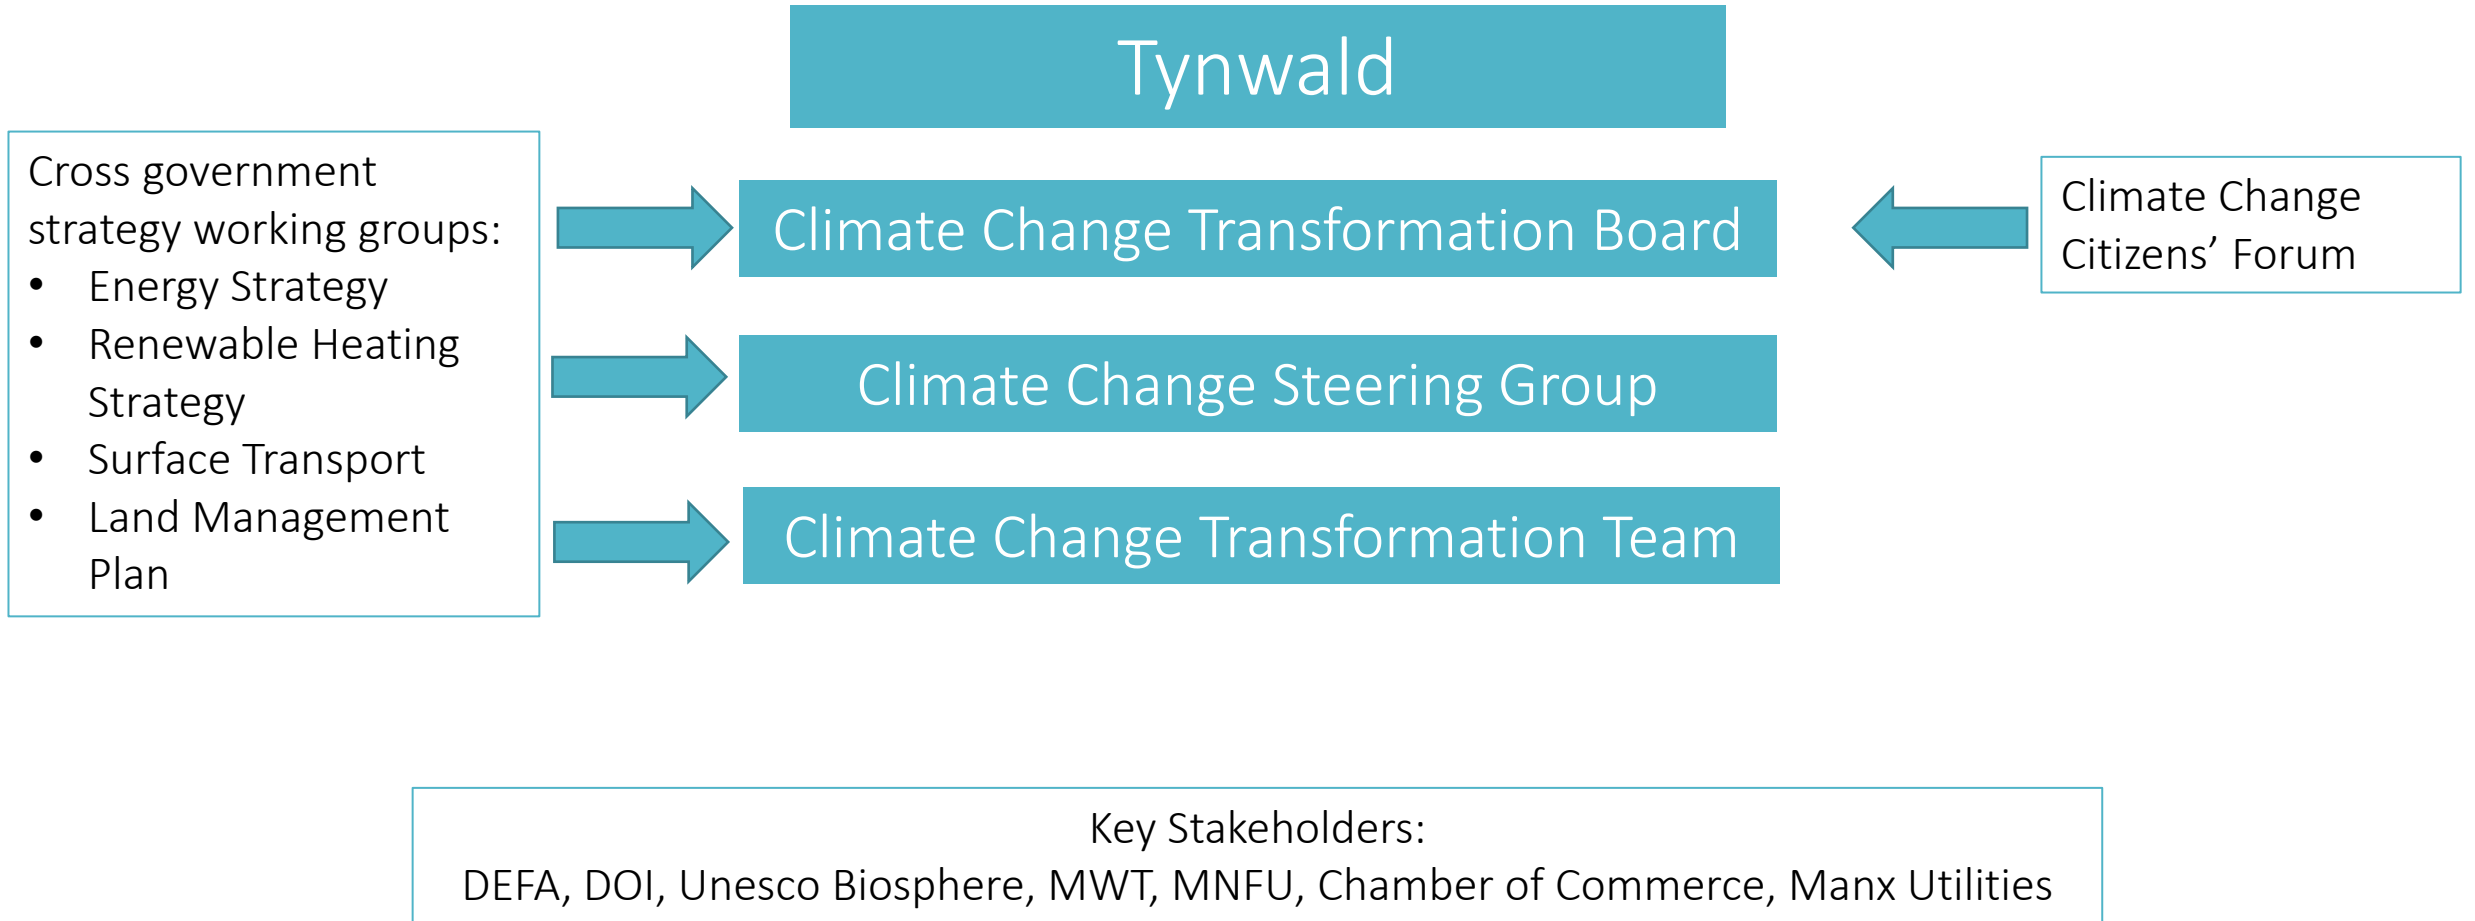 Tynwald
Cross government
strategy working groups:
• Energy Strategy
• Renewable Heating
Strategy
• Surface Transport
• Land Management
Plan
Climate Change Transformation Board
Climate Change Steering Group
Climate Change Transformation Team
Climate Change
Citizens’ Forum
Key Stakeholders:
DEFA, DOI, Unesco Biosphere, MWT, MNFU, Chamber of Commerce, Manx Utilities